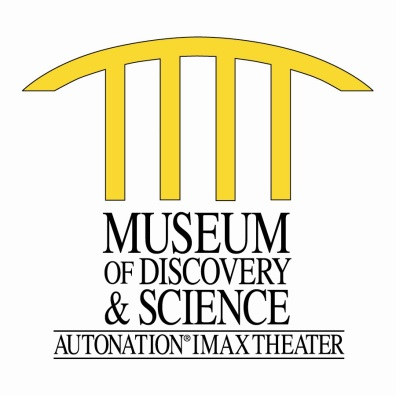 MUSEUM
OF DISCOVERY
& SCIENCE
AUTONATION® IMAX THEATER